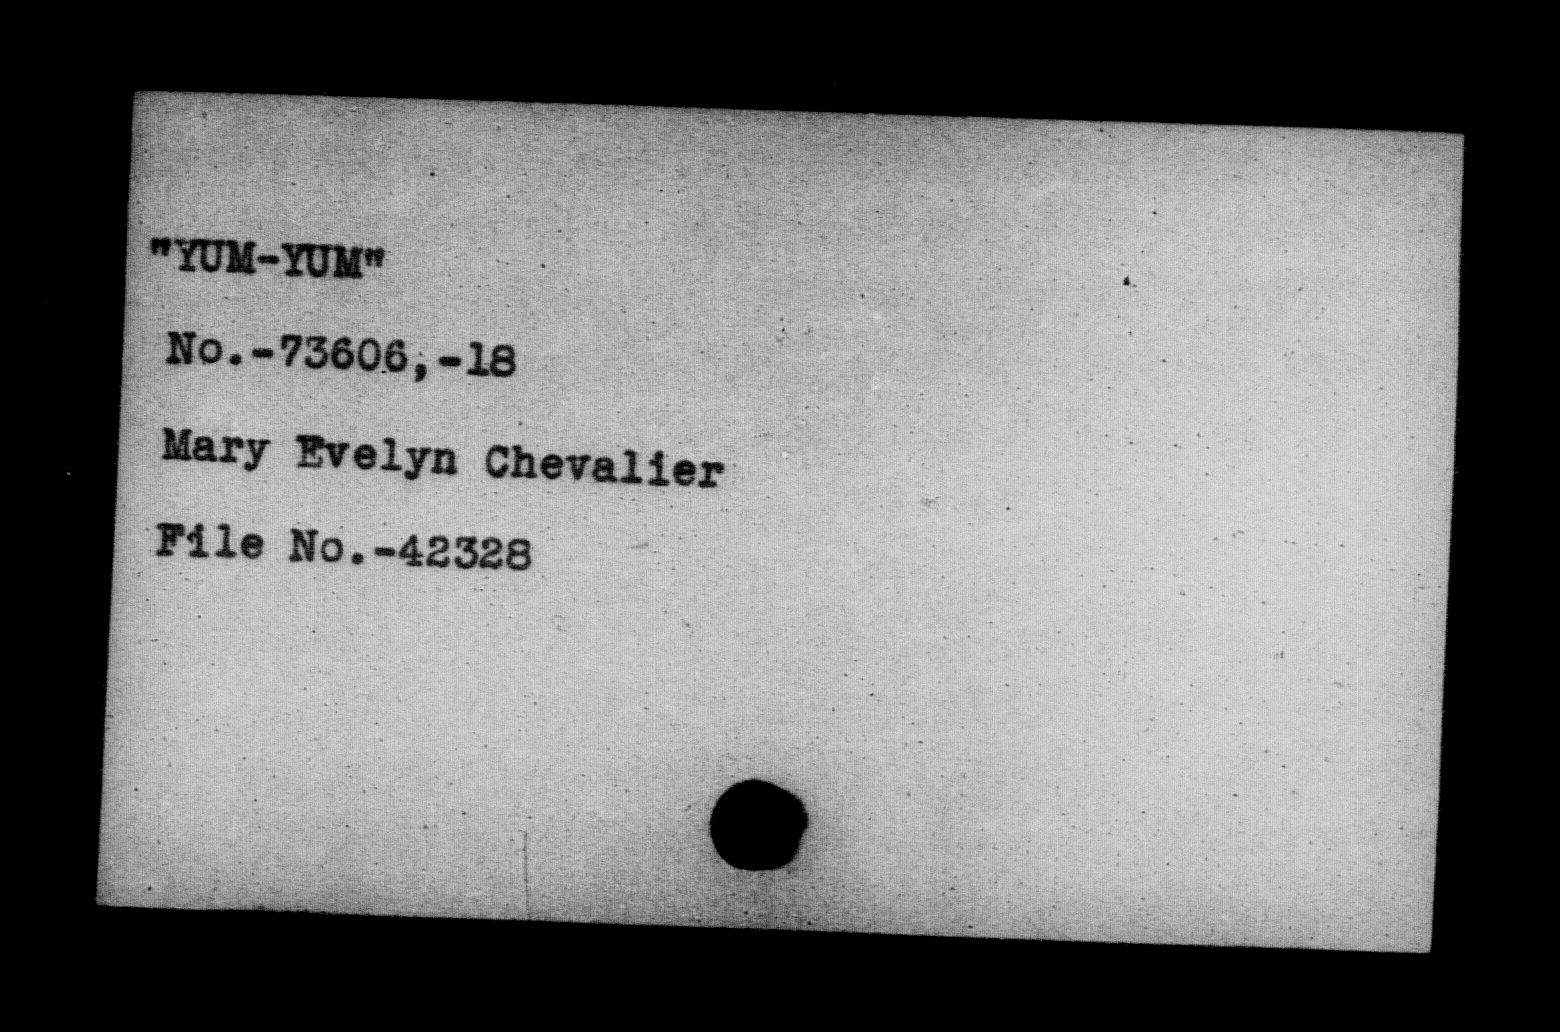 "YUM-YUM"
No.-73606,-18
Mary Evelyn Chevalier
File No.-42328